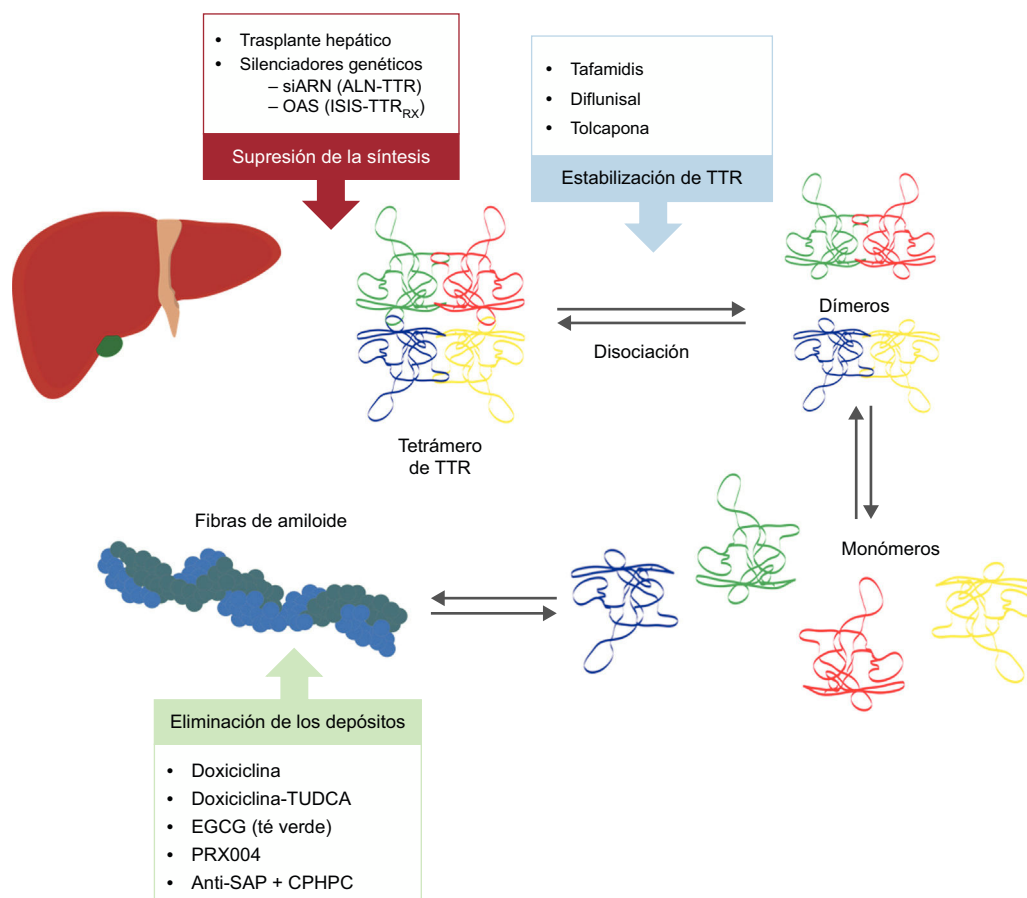 • Trasplante hepático
• Silenciadores genéticos
– siARN (ALN-TTR)
– OAS (ISIS-TTRRX)
Supresión de la síntesis
• Tafamidis
• Diflunisal
• Tolcapona
Estabilización de TTR
Disociación
Dímeros
Tetrámero
de TTR
Monómeros
Fibras de amiloide
Eliminación de los depósitos
• Doxiciclina
• Doxiciclina-TUDCA
• EGCG (té verde)
• PRX004
• Anti-SAP + CPHPC